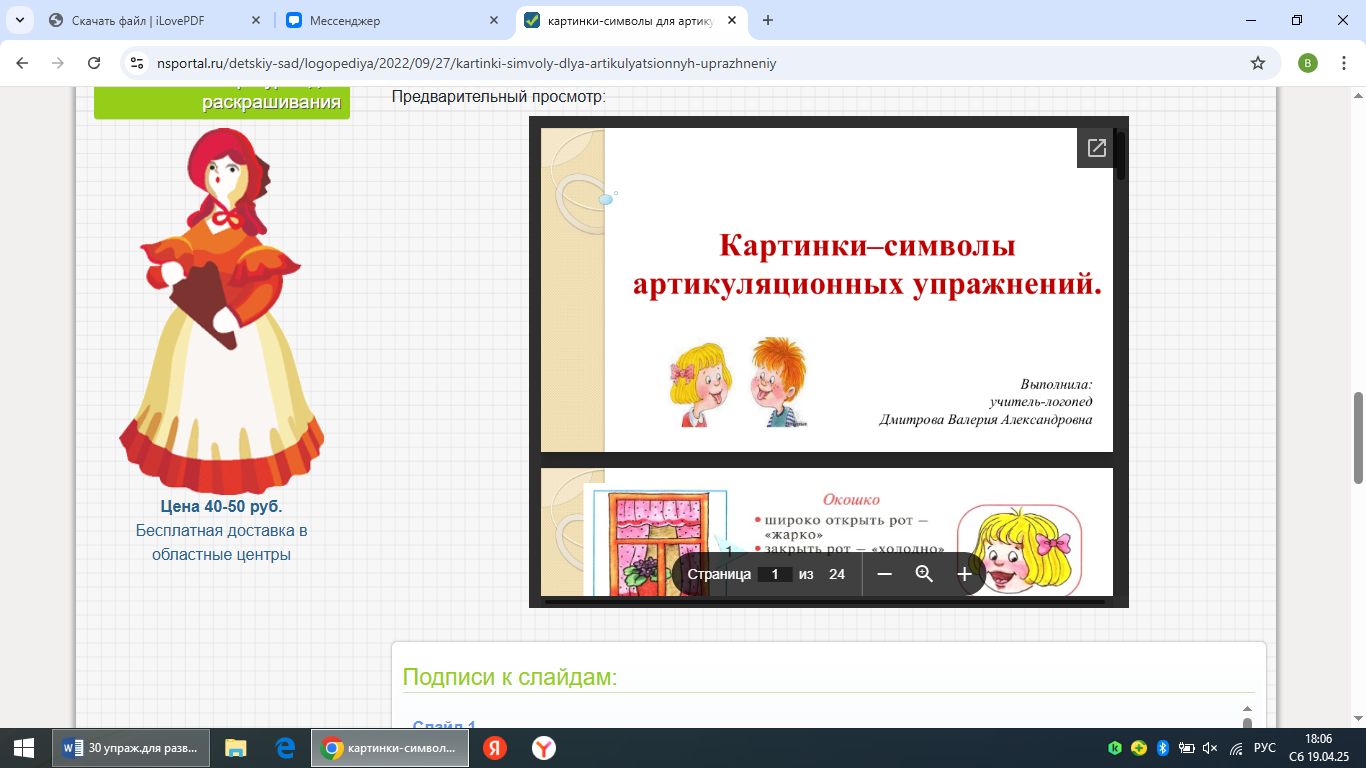 Скачать файл | iLovePDF
Мессенджер
картинки-символы для артику
nsportal.ru/detskiy-sad/logopediya/2022/09/27/kartinki-simvoly-dlya-artikulyatsionnyh-uprazhneniy
В
раскрашивания
Цена 40-50 руб.
Бесплатная доставка в
областные центры
Предварительный просмотр:
Картинки–символы
артикуляционных упражнений.
Выполнила:
учитель-логопед
Дмитрова Валерия Александровна
Окошко
• широко открыть рот –
«жарко»
• закрыть рот – «холодно»
1
Страница 1 из 24
Подписи к слайдам:
Слайд 1
30 упраж.для разв...
картинки-символ...
Я
Y
РУС
18:06
Сб 19.04.25